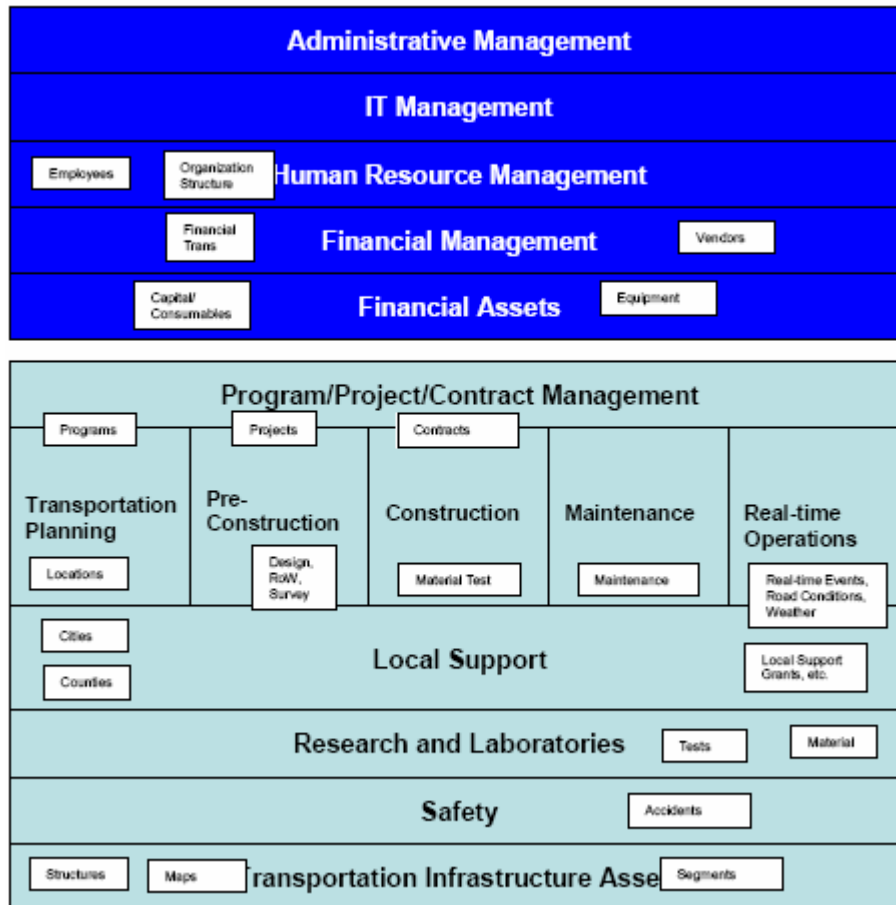 Administrative Management
IT Management
Employees
Organization
Structure
Human Resource Management
Financial
Trans
Financial Management
Vendors
Capital/
Consumables
Financial Assets
Equipment
Program/Project/Contract Management
Programs
Projects
Contracts
Transportation
Planning
Pre-
Construction
Construction
Maintenance
Real-time
Operations
Locations
Design,
RoW,
Survey
Material Test
Maintenance
Real-time Events,
Road Conditions,
Weather
Cities
Counties
Local Support
Local Support
Grants, etc.
Research and Laboratories
Tests
Material
Safety
Accidents
Structures
Maps
Transportation Infrastructure Asse
Segments